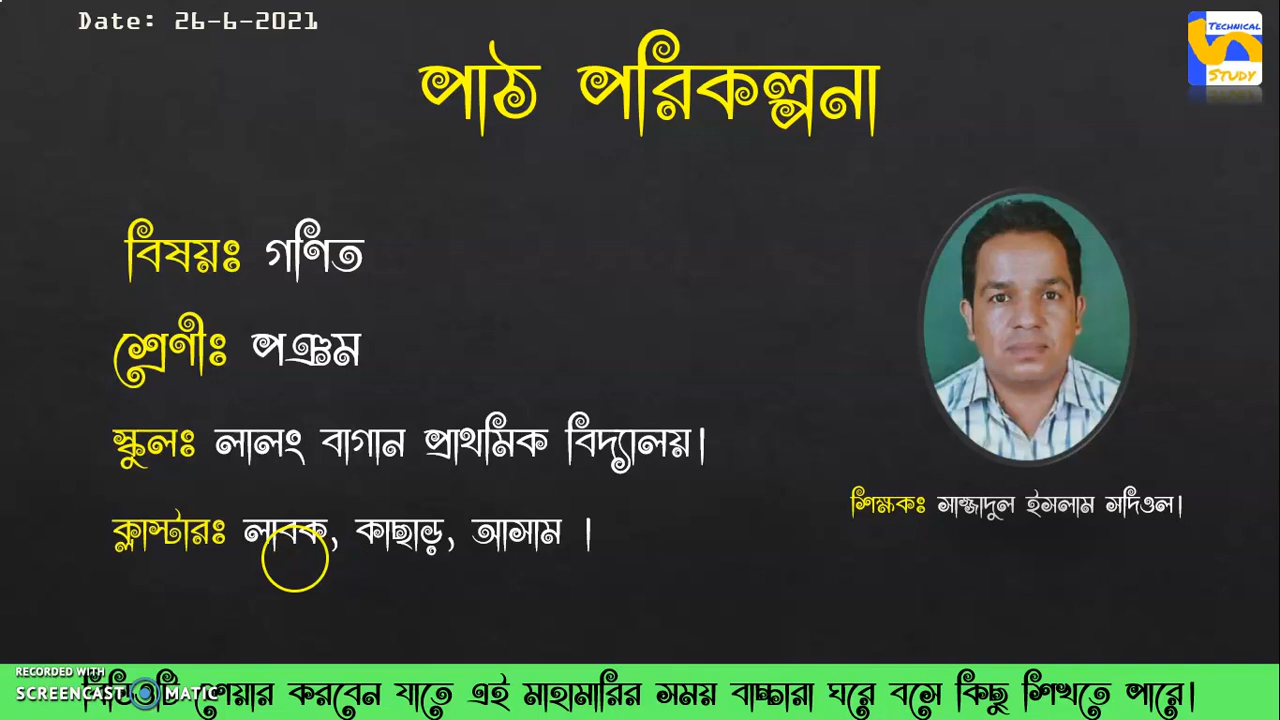 Date: 26-6-2021
TECHNICAL
STUDY
পাঠ পরিকল্পনা
বিষয়ঃ গণিত
শ্রেণীঃ পঞ্চম
স্কুলঃ লালং বাগান প্রাথমিক বিদ্যালয়।
ক্লাস্টারঃ লাবক, কাছাড়, আসাম ।
শিক্ষকঃ সাজ্জাদুল ইসলাম সদিওল।
RECORDED WITH
SCREENCAST MATIC
শেয়ার করবেন যাতে এই মাহামারির সময় বাচ্চারা ঘরে বসে কিছু শিখতে পারে।